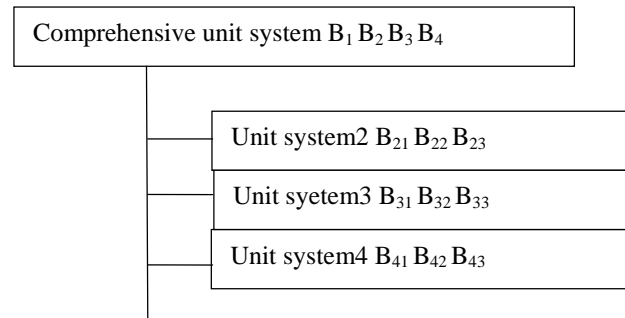 Comprehensive unit system B₁ B₂ B₃ B₄
Unit system2 B₂₁ B₂₂ B₂₃
Unit syetem3 B₃₁ B₃₂ B₃₃
Unit system4 B₄₁ B₄₂ B₄₃